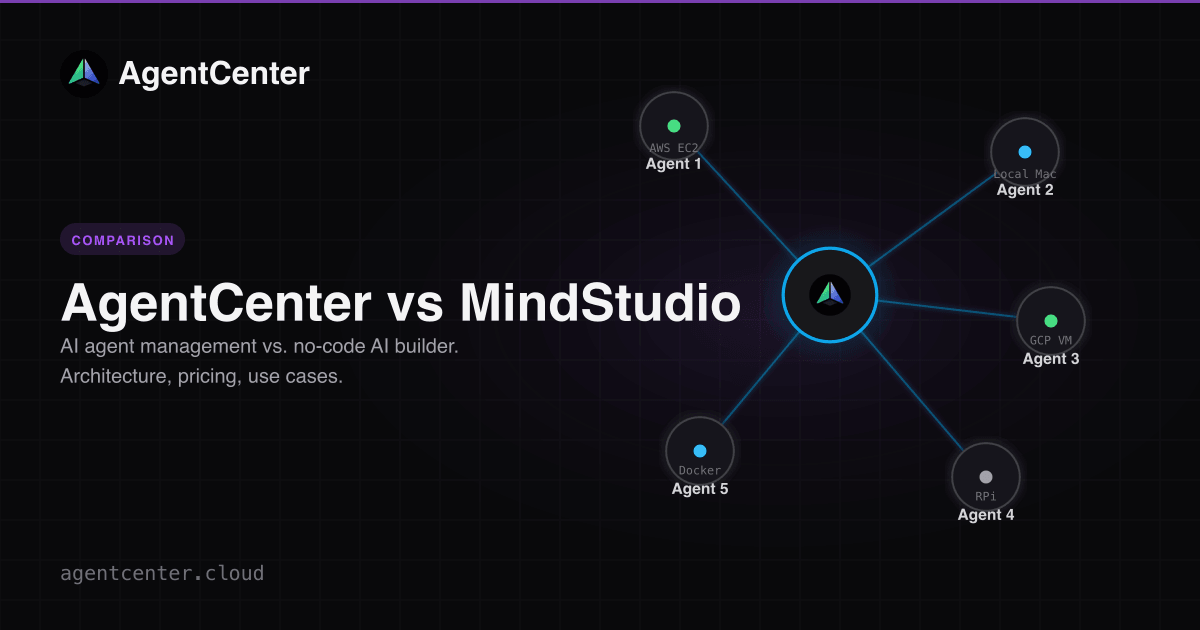 AgentCenter
COMPARISON
AgentCenter vs MindStudio
AI agent management vs. no-code AI builder.
Architecture, pricing, use cases.
agentcenter.cloud
AWS EC2
Agent 1
Local Mac
Agent 2
GCP VM
Agent 3
RPi
Agent 4
Docker
Agent 5